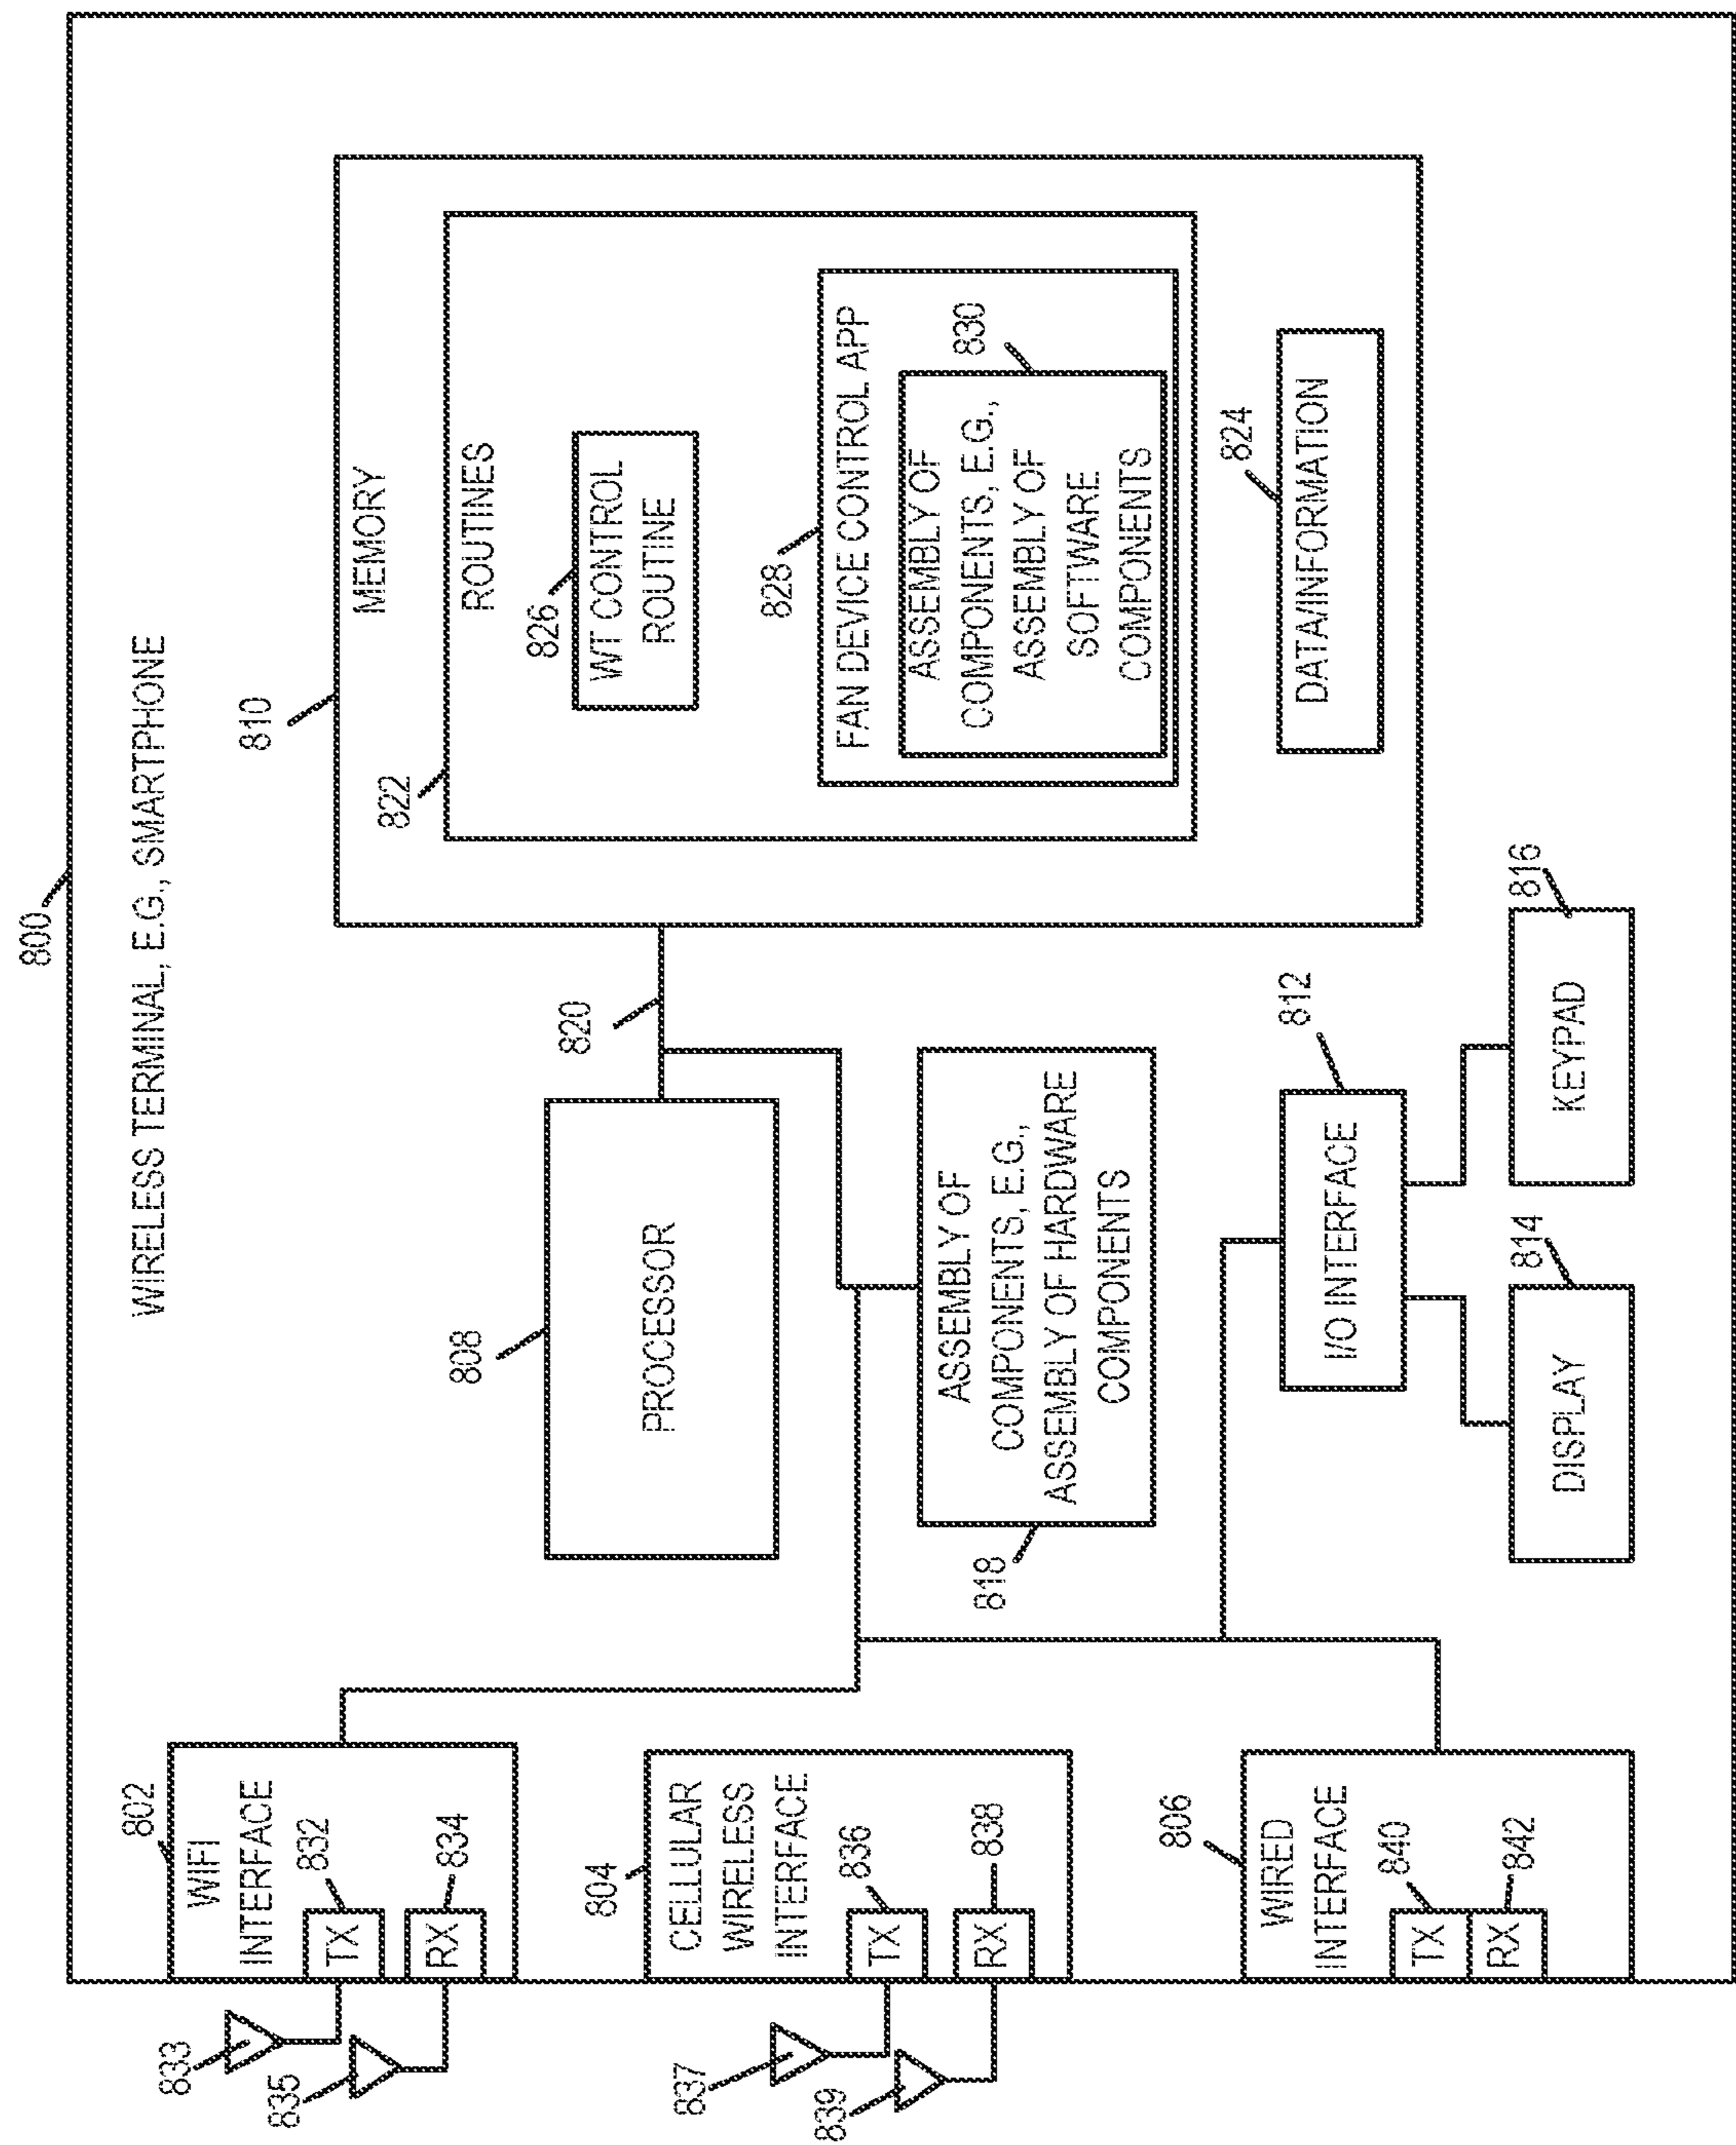 800
WIRELESS TERMINAL, E.G., SMARTPHONE
802
WIFI
INTERFACE
832
TX
834
RX
833
835
804
CELLULAR
WIRELESS
INTERFACE
836
TX
838
RX
837
839
806
WIRED
INTERFACE
840
TX
842
RX
808
PROCESSOR
820
818
ASSEMBLY OF
COMPONENTS, E.G.,
ASSEMBLY OF HARDWARE
COMPONENTS
812
I/O INTERFACE
814
DISPLAY
816
KEYPAD
810
MEMORY
822
ROUTINES
826
WT CONTROL
ROUTINE
828
FAN DEVICE CONTROL APP
830
ASSEMBLY OF
COMPONENTS, E.G.,
ASSEMBLY OF
SOFTWARE
COMPONENTS
824
DATA/INFORMATION